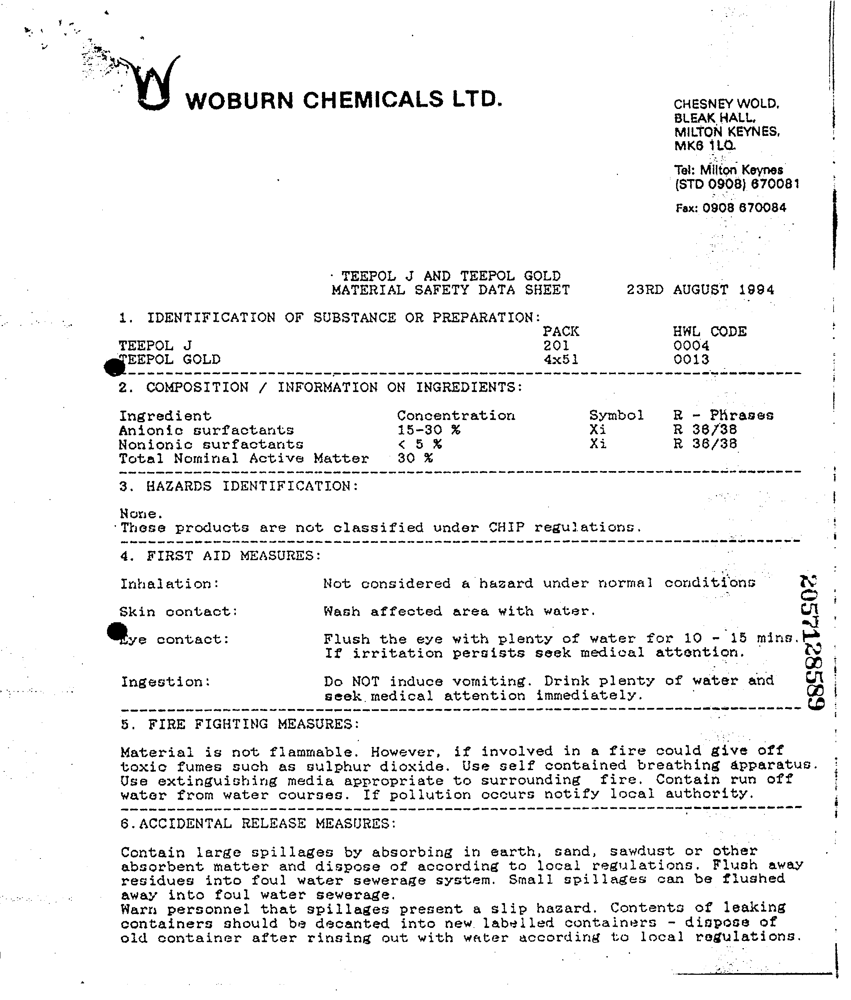 WOBURN CHEMICALS LTD.
CHESNEY WOLD,
BLEAK HALL,
MILTON KEYNES,
MK6 1LQ.
Tel: Milton Keynes
(STD 0908) 670081
Fax: 0908 670084
TEEPOL J AND TEEPOL GOLD
MATERIAL SAFETY DATA SHEET 23RD AUGUST 1994
1. IDENTIFICATION OF SUBSTANCE OR PREPARATION:
PACK HWL CODE
TEEPOL J 201 0004
TEEPOL GOLD 4x51 0013
2. COMPOSITION / INFORMATION ON INGREDIENTS:
Ingredient Concentration Symbol R - Phrases
Anionic surfactants 15-30 % Xi R 36/38
Nonionic surfactants < 5 % Xi R 36/38
Total Nominal Active Matter 30 %
3. HAZARDS IDENTIFICATION:
None.
These products are not classified under CHIP regulations.
4. FIRST AID MEASURES:
Inhalation: Not considered a hazard under normal conditions
Skin contact: Wash affected area with water.
Eye contact: Flush the eye with plenty of water for 10 - 15 mins.
If irritation persists seek medical attention.
Ingestion: Do NOT induce vomiting. Drink plenty of water and
seek medical attention immediately.
2057128589
5. FIRE FIGHTING MEASURES:
Material is not flammable. However, if involved in a fire could give off
toxic fumes such as sulphur dioxide. Use self contained breathing apparatus.
Use extinguishing media appropriate to surrounding fire. Contain run off
water from water courses. If pollution occurs notify local authority.
6.ACCIDENTAL RELEASE MEASURES:
Contain large spillages by absorbing in earth, sand, sawdust or other
absorbent matter and dispose of according to local regulations. Flush away
residues into foul water sewerage system. Small spillages can be flushed
away into foul water sewerage.
Warn personnel that spillages present a slip hazard. Contents of leaking
containers should be decanted into new labelled containers - dispose of
old container after rinsing out with water according to local regulations.